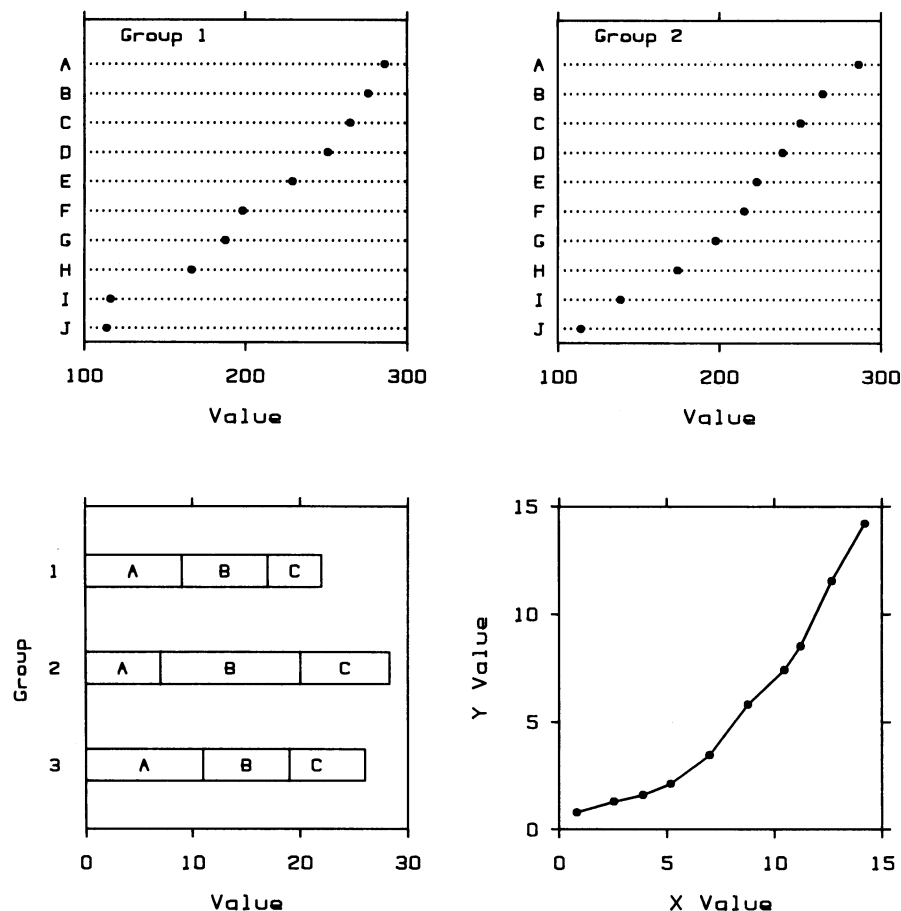 Group 1
A
B
C
D
E
F
G
H
I
J
100 200 300
Value
Group 2
A
B
C
D
E
F
G
H
I
J
100 200 300
Value
Group
1 A B C
2 A B C
3 A B C
0 10 20 30
Value
Y Value
15
10
5
0
0 5 10 15
X Value